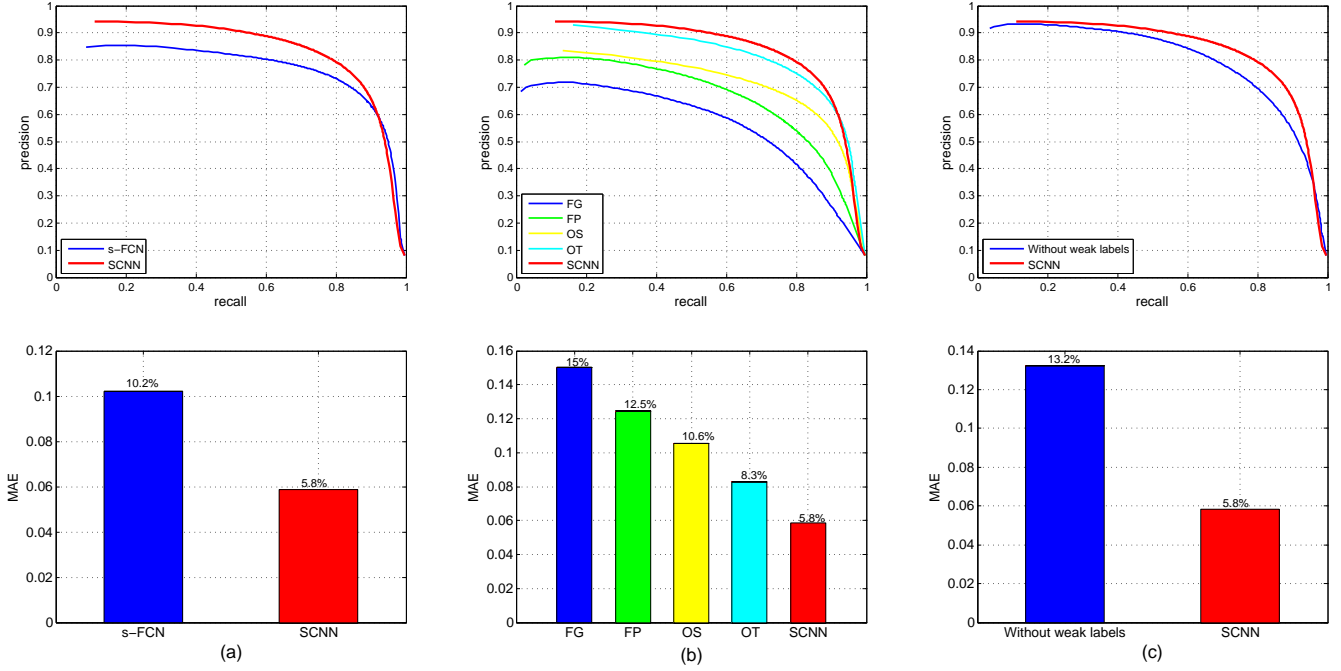 1
0.9
0.8
0.7
0.6
0.5
0.4
0.3
0.2
0.1
0
precision
0 0.2 0.4 0.6 0.8 1
recall
s-FCN
SCNN
1
0.9
0.8
0.7
0.6
0.5
0.4
0.3
0.2
0.1
0
precision
0 0.2 0.4 0.6 0.8 1
recall
FG
FP
OS
OT
SCNN
1
0.9
0.8
0.7
0.6
0.5
0.4
0.3
0.2
0.1
0
precision
0 0.2 0.4 0.6 0.8 1
recall
Without weak labels
SCNN
0.12
0.1
0.08
0.06
0.04
0.02
0
MAE
10.2%
5.8%
s-FCN SCNN
(a)
0.16
0.14
0.12
0.1
0.08
0.06
0.04
0.02
0
MAE
15%
12.5%
10.6%
8.3%
5.8%
FG FP OS OT SCNN
(b)
0.14
0.12
0.1
0.08
0.06
0.04
0.02
0
MAE
13.2%
5.8%
Without weak labels SCNN
(c)